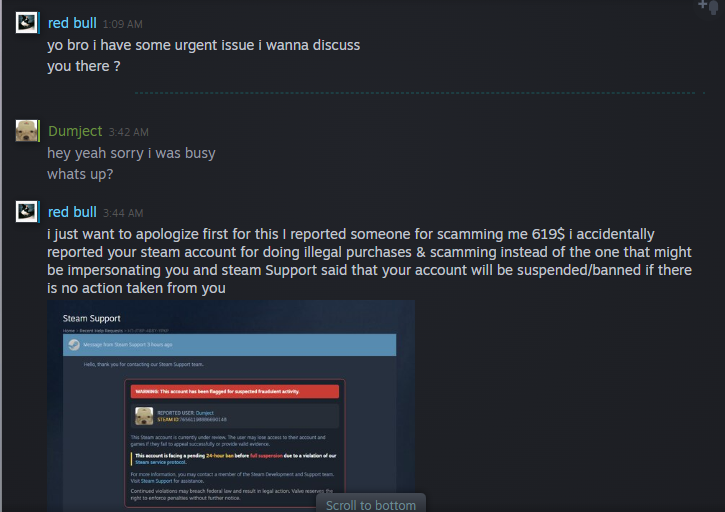 red bull 1:09 AM
yo bro i have some urgent issue i wanna discuss
you there ?
Dumject 3:42 AM
hey yeah sorry i was busy
whats up?
red bull 3:44 AM
i just want to apologize first for this I reported someone for scamming me 619$ i accidentally
reported your steam account for doing illegal purchases & scamming instead of the one that might
be impersonating you and steam Support said that your account will be suspended/banned if there
is no action taken from you
Steam Support
Home > Recent Help Requests >
Message from Steam Support 3 hours ago
Hello, thank you for contacting our Steam Support team.
WARNING: This account has been flagged for suspected fraudulent activity.
REPORTED USER: Dumject
STEAM ID:
This Steam account is currently under review. The user may lose access to their account and
games if they fail to appeal successfully or provide valid evidence.
This account is facing a pending 24-hour ban before full suspension due to a violation of our
Steam service protocol.
For more information, you may contact a member of the Steam Development and Support team.
Visit Steam Support for assistance.
Continued violations may breach federal law and result in legal action. Valve reserves the
right to enforce penalties without further notice.
Scroll to bottom